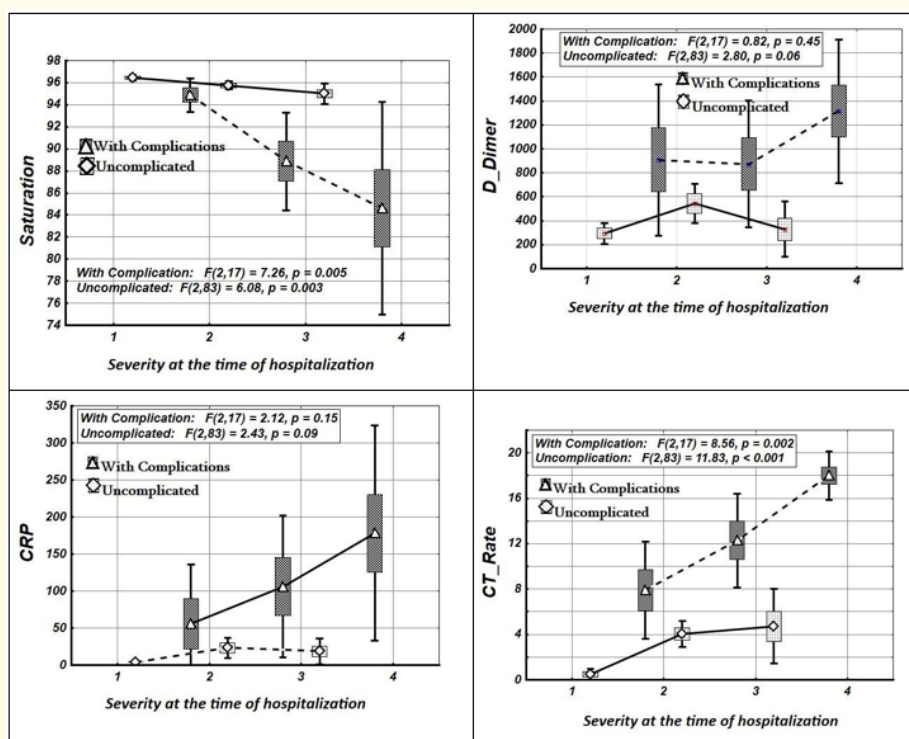 98
96
94
92
90
88
86
84
82
80
78
76
74
Saturation
With Complications
Uncomplicated
With Complication: F(2,17) = 7.26, p = 0.005
Uncomplicated: F(2,83) = 6.08, p = 0.003
1 2 3 4
Severity at the time of hospitalization
2000
1800
1600
1400
1200
1000
800
600
400
200
0
D_Dimer
With Complication: F(2,17) = 0.82, p = 0.45
Uncomplicated: F(2,83) = 2.80, p = 0.06
With Complications
Uncomplicated
1 2 3 4
Severity at the time of hospitalization
350
300
250
200
150
100
50
0
CRP
With Complication: F(2,17) = 2.12, p = 0.15
Uncomplicated: F(2,83) = 2.43, p = 0.09
With Complications
Uncomplicated
1 2 3 4
Severity at the time of hospitalization
20
16
12
8
4
0
CT_Rate
With Complication: F(2,17) = 8.56, p = 0.002
Uncomplication: F(2,83) = 11.83, p < 0.001
With Complications
Uncomplicated
1 2 3 4
Severity at the time of hospitalization